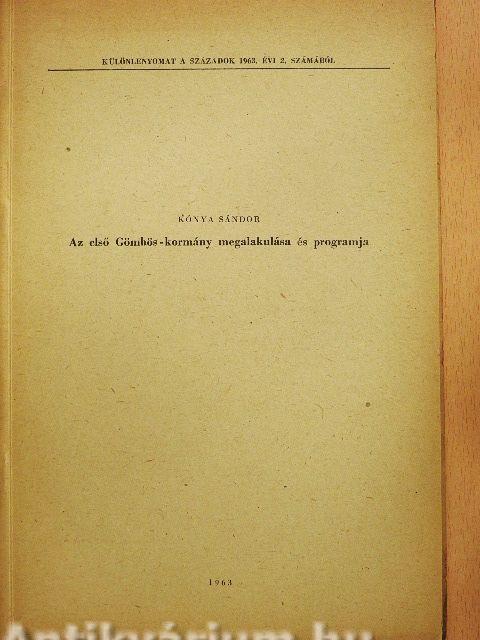 KÜLÖNLENYOMAT A SZÁZADOK 1963. ÉVI 2. SZÁMÁBÓL
KÓNYA SÁNDOR
Az első Gömbös-kormány megalakulása és programja
1963
Antikvárium.hu